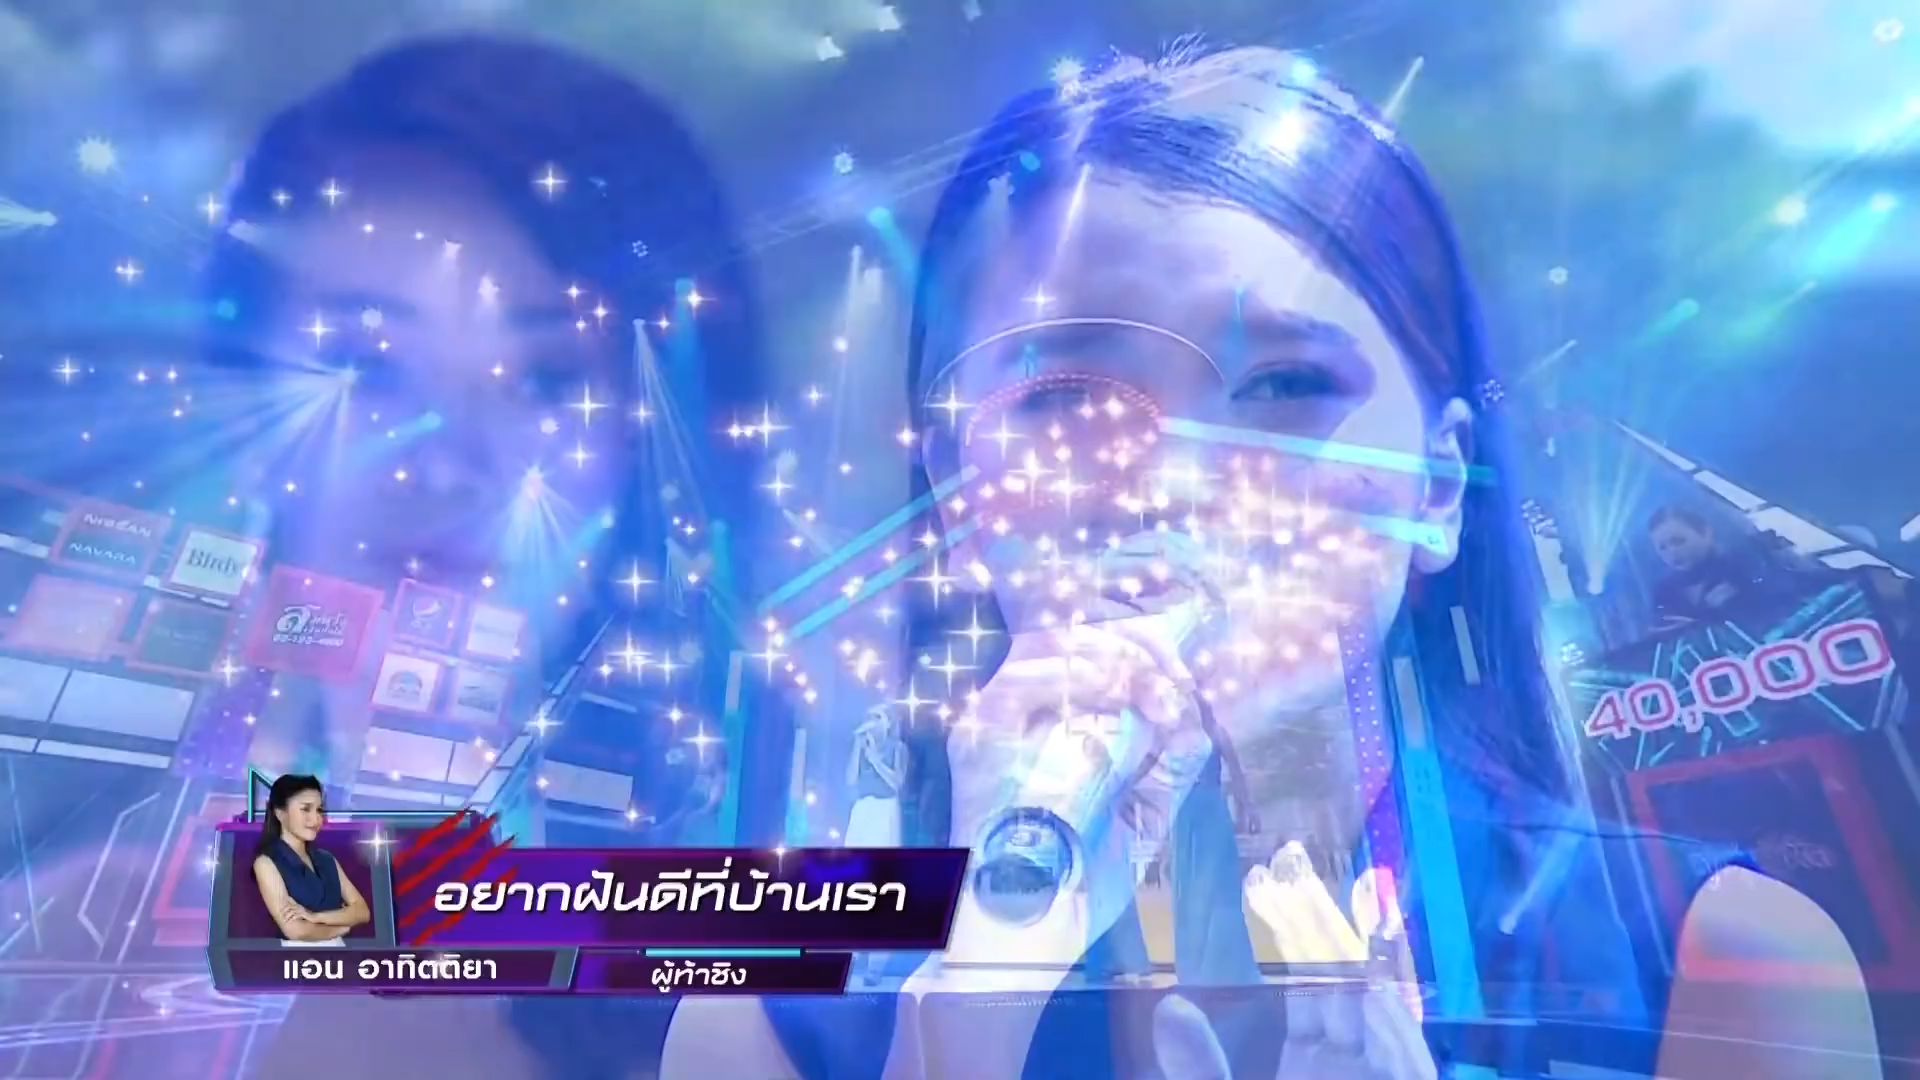 NISSAN
NAVARA
Birdy
40,000
อยากฝันดีที่บ้านเรา
แอน อาทิตติยา
ผู้ท้าชิง